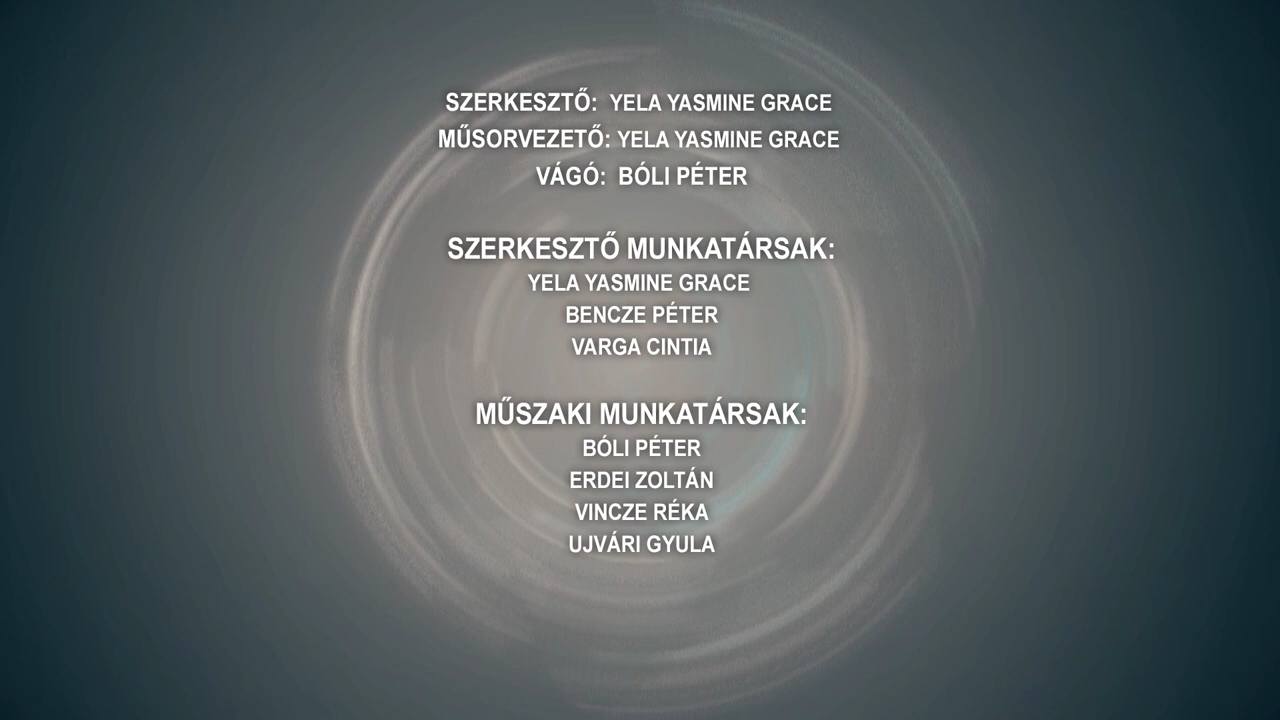 SZERKESZTŐ: YELA YASMINE GRACE
MŰSORVEZETŐ: YELA YASMINE GRACE
VÁGÓ: BÓLI PÉTER
SZERKESZTŐ MUNKATÁRSAK:
YELA YASMINE GRACE
BENCZE PÉTER
VARGA CINTIA
MŰSZAKI MUNKATÁRSAK:
BÓLI PÉTER
ERDEI ZOLTÁN
VINCZE RÉKA
UJVÁRI GYULA